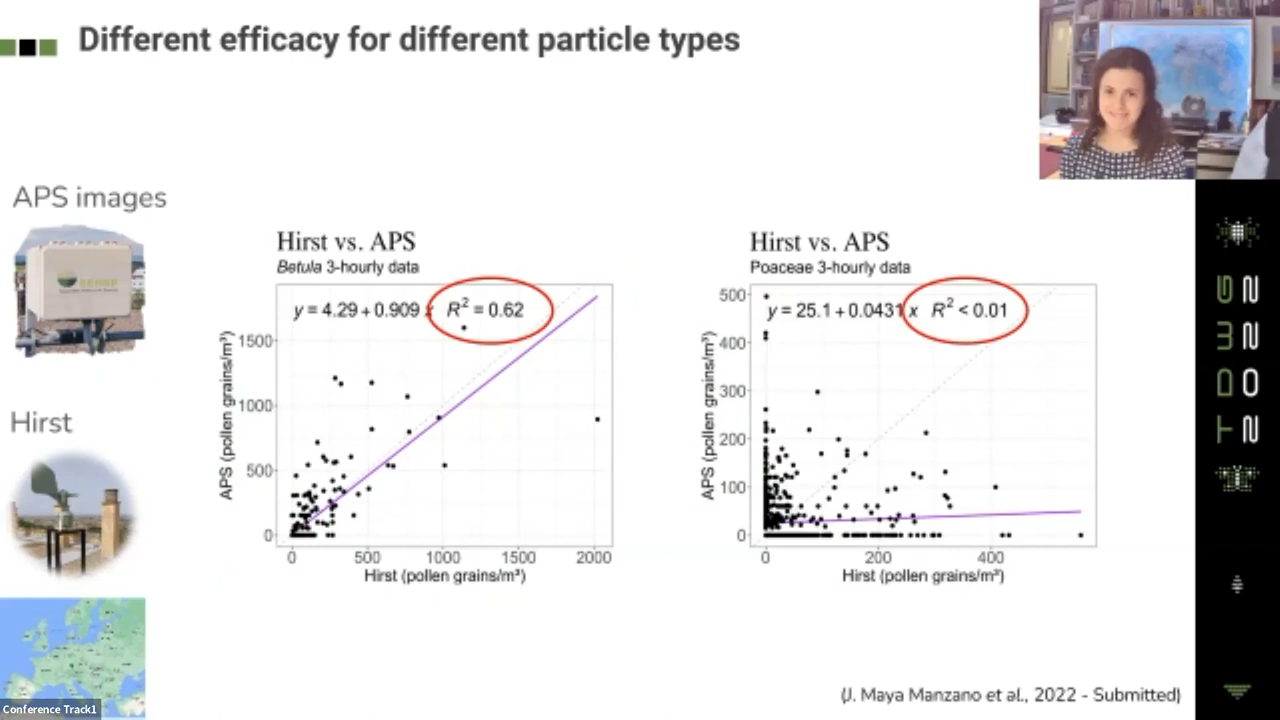 Different efficacy for different particle types
APS images
Hirst
Hirst vs. APS
Betula 3-hourly data
y = 4.29 + 0.909 x R² = 0.62
APS (pollen grains/m³)
1500
1000
500
0
0 500 1000 1500 2000
Hirst (pollen grains/m³)
Hirst vs. APS
Poaceae 3-hourly data
y = 25.1 + 0.0431 x R² < 0.01
APS (pollen grains/m³)
500
400
300
200
100
0
0 200 400
Hirst (pollen grains/m³)
(J. Maya Manzano et al., 2022 - Submitted)
Conference Track1